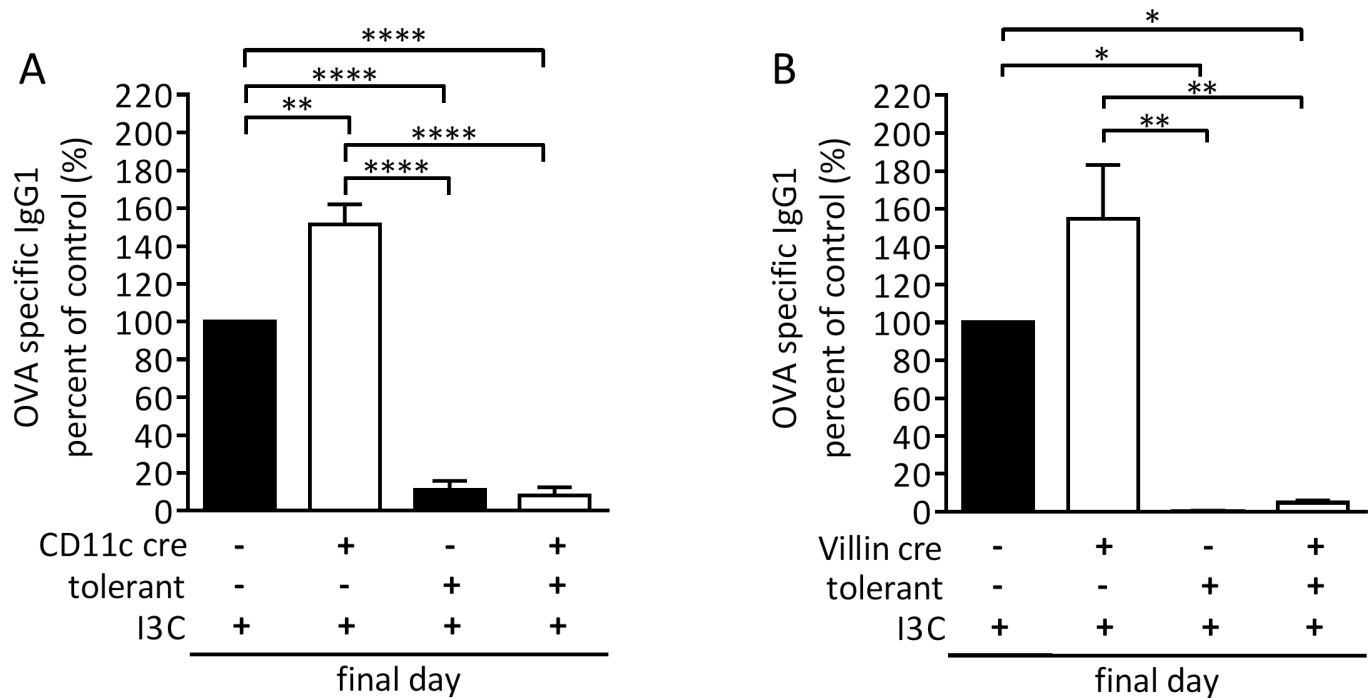 A
****
****
**
****
****
OVA specific IgG1
percent of control (%)
220
200
180
160
140
120
100
80
60
40
20
0
CD11c cre - + - +
tolerant - - + +
I3C + + + +
final day
B
*
*
**
**
OVA specific IgG1
percent of control (%)
220
200
180
160
140
120
100
80
60
40
20
0
Villin cre - + - +
tolerant - - + +
I3C + + + +
final day